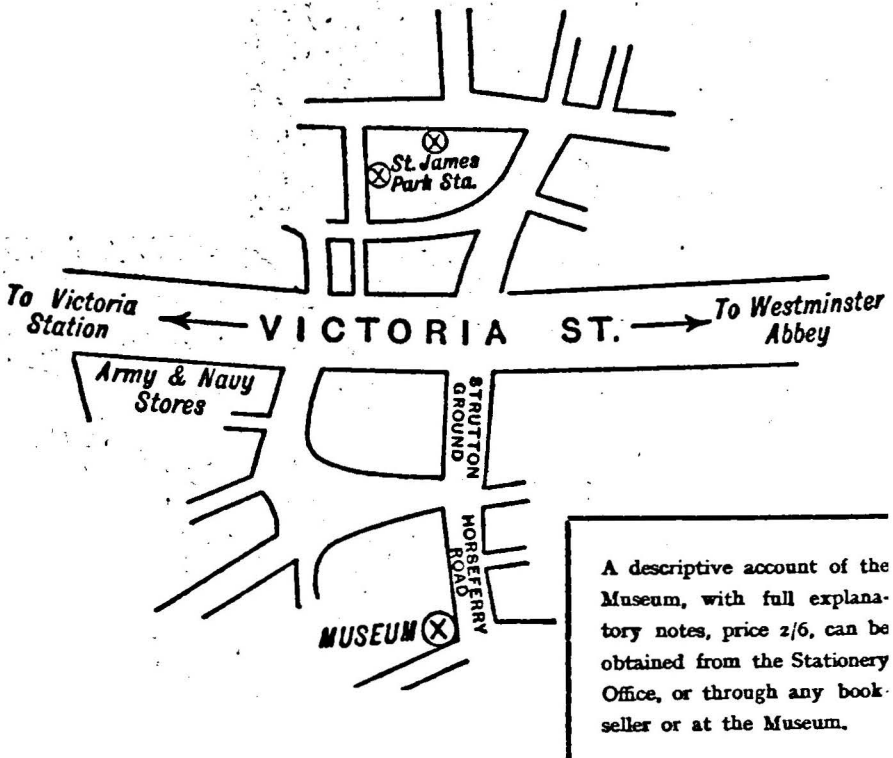 St. James
Park Sta.
To Victoria
Station
VICTORIA ST.
To Westminster
Abbey
Army & Navy
Stores
STRUTTON
GROUND
HORSEFERRY
ROAD
MUSEUM
A descriptive account of the
Museum, with full explana-
tory notes, price 2/6, can be
obtained from the Stationery
Office, or through any book-
seller or at the Museum.